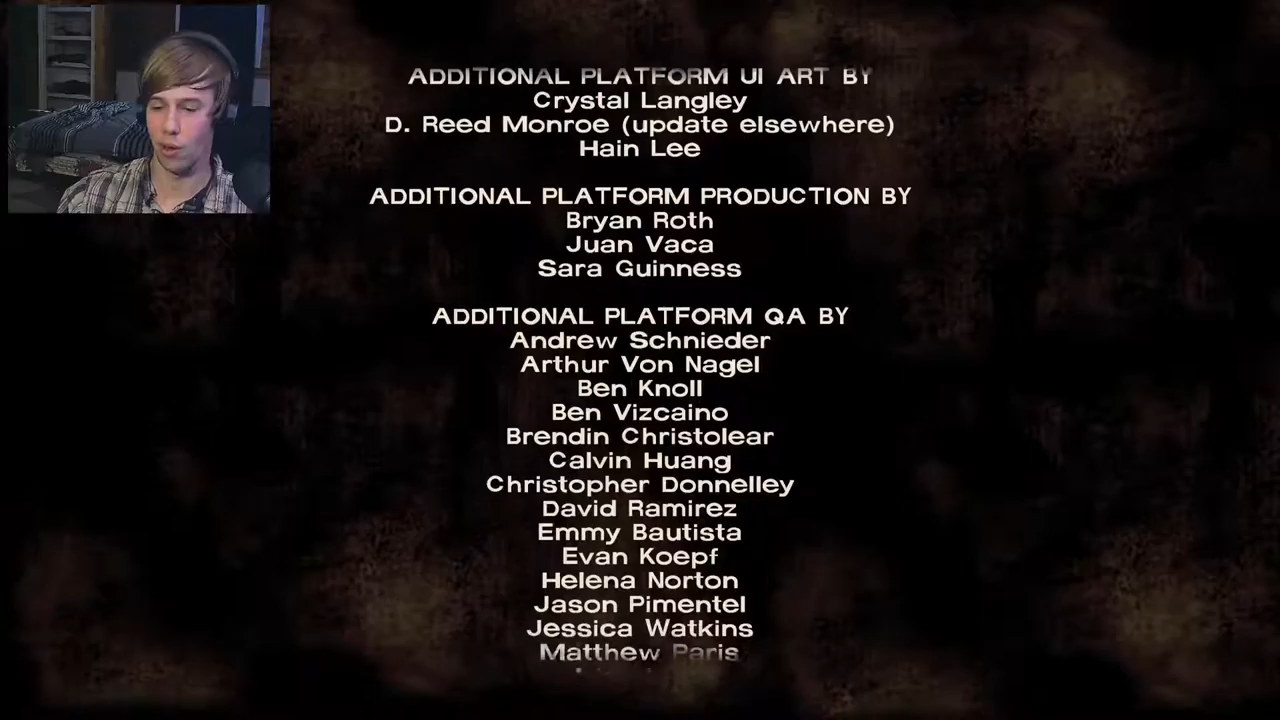 ADDITIONAL PLATFORM UI ART BY
Crystal Langley
D. Reed Monroe (update elsewhere)
Hain Lee
ADDITIONAL PLATFORM PRODUCTION BY
Bryan Roth
Juan Vaca
Sara Guinness
ADDITIONAL PLATFORM QA BY
Andrew Schnieder
Arthur Von Nagel
Ben Knoll
Ben Vizcaino
Brendin Christolear
Calvin Huang
Christopher Donnelley
David Ramirez
Emmy Bautista
Evan Koepf
Helena Norton
Jason Pimentel
Jessica Watkins
Matthew Paris